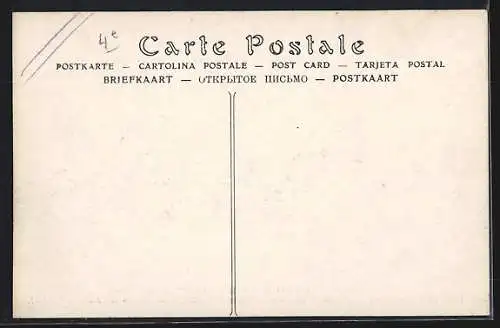 4e
Carte Postale
POSTKARTE — CARTOLINA POSTALE — POST CARD — TARJETA POSTAL
BRIEFKAART — ОТКРЫТОЕ ПИСЬМО — POSTKAART